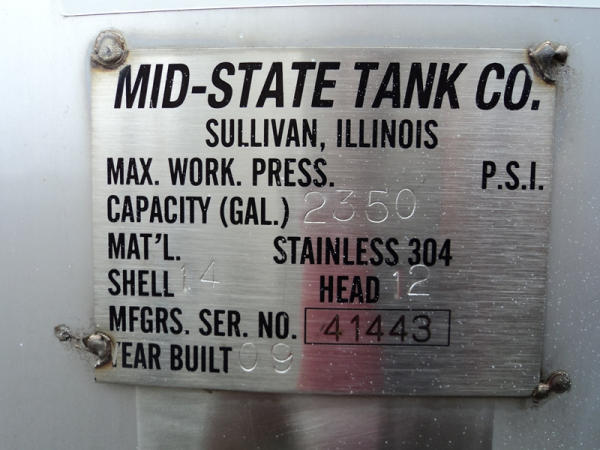 MID-STATE TANK CO.
SULLIVAN, ILLINOIS
MAX. WORK. PRESS. P.S.I.
CAPACITY (GAL.) 2350
MAT'L. STAINLESS 304
SHELL 14 HEAD 12
MFGRS. SER. NO. 41443
YEAR BUILT 09